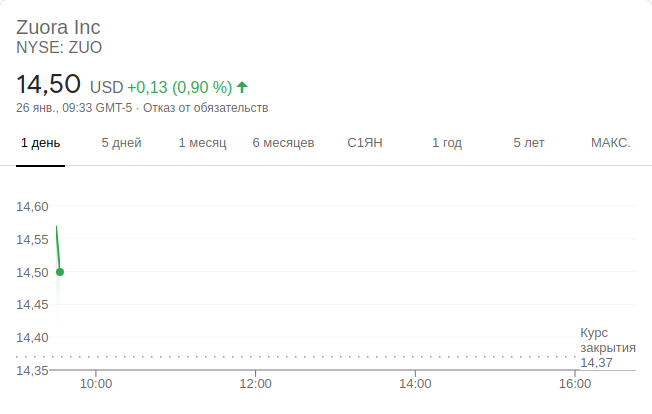 Zuora Inc
NYSE: ZUO
14,50 USD +0,13 (0,90 %)
26 янв., 09:33 GMT-5 · Отказ от обязательств
1 день 5 дней 1 месяц 6 месяцев С1ЯН 1 год 5 лет МАКС.
14,60
14,55
14,50
14,45
14,40
14,35
Курс
закрытия
14,37
10:00 12:00 14:00 16:00